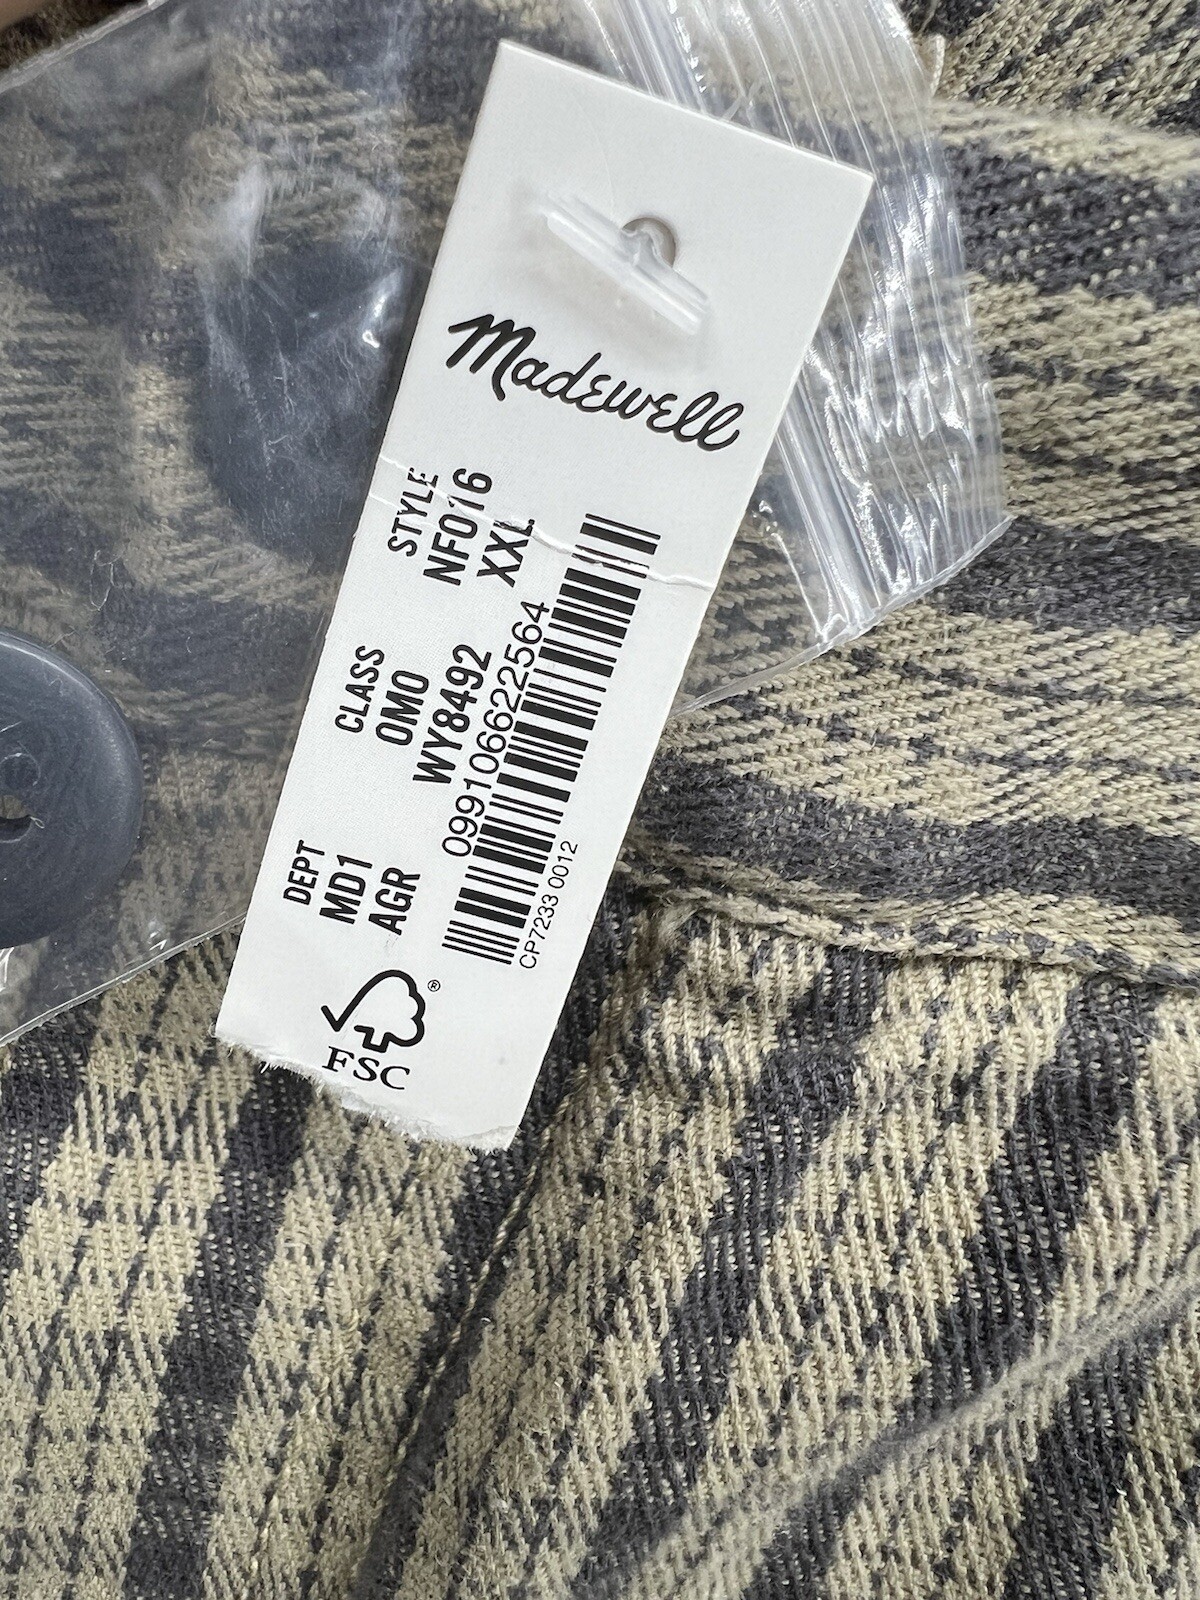 Madewell
DEPT CLASS STYLE
MD1 OMO NF016
AGR WY8492 XXL
099106622564
CP7233 0012
FSC®